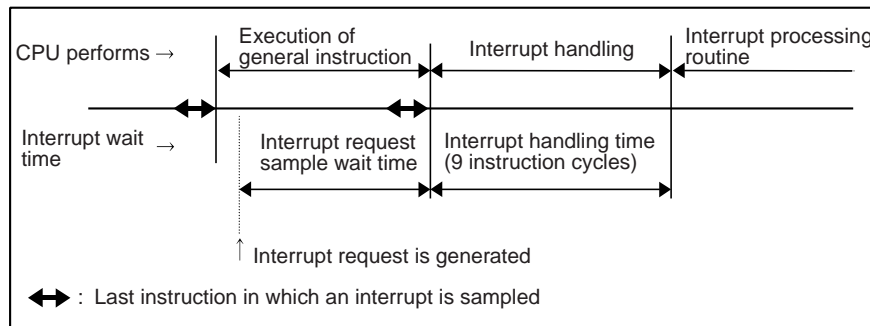 CPU performs →
Execution of
general instruction
Interrupt handling
Interrupt processing
routine
Interrupt wait
time →
Interrupt request
sample wait time
Interrupt handling time
(9 instruction cycles)
↑ Interrupt request is generated
↔ : Last instruction in which an interrupt is sampled